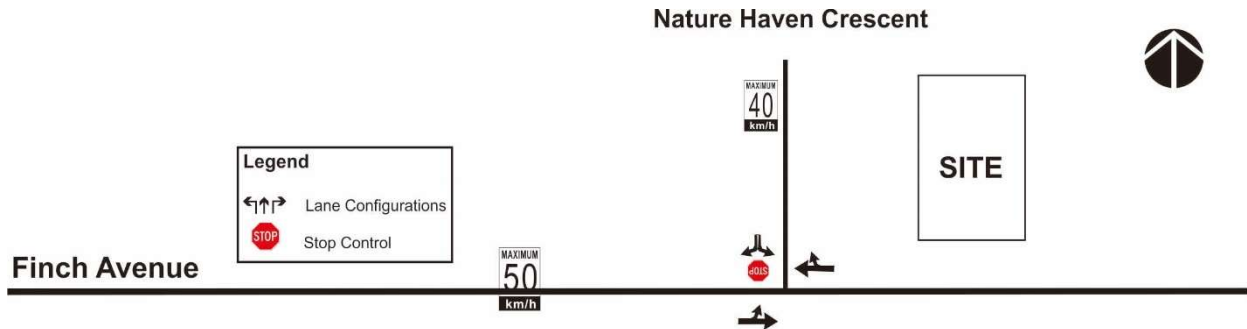 Nature Haven Crescent
MAXIMUM
40
km/h
SITE
Legend
Lane Configurations
STOP
Stop Control
STOP
Finch Avenue
MAXIMUM
50
km/h